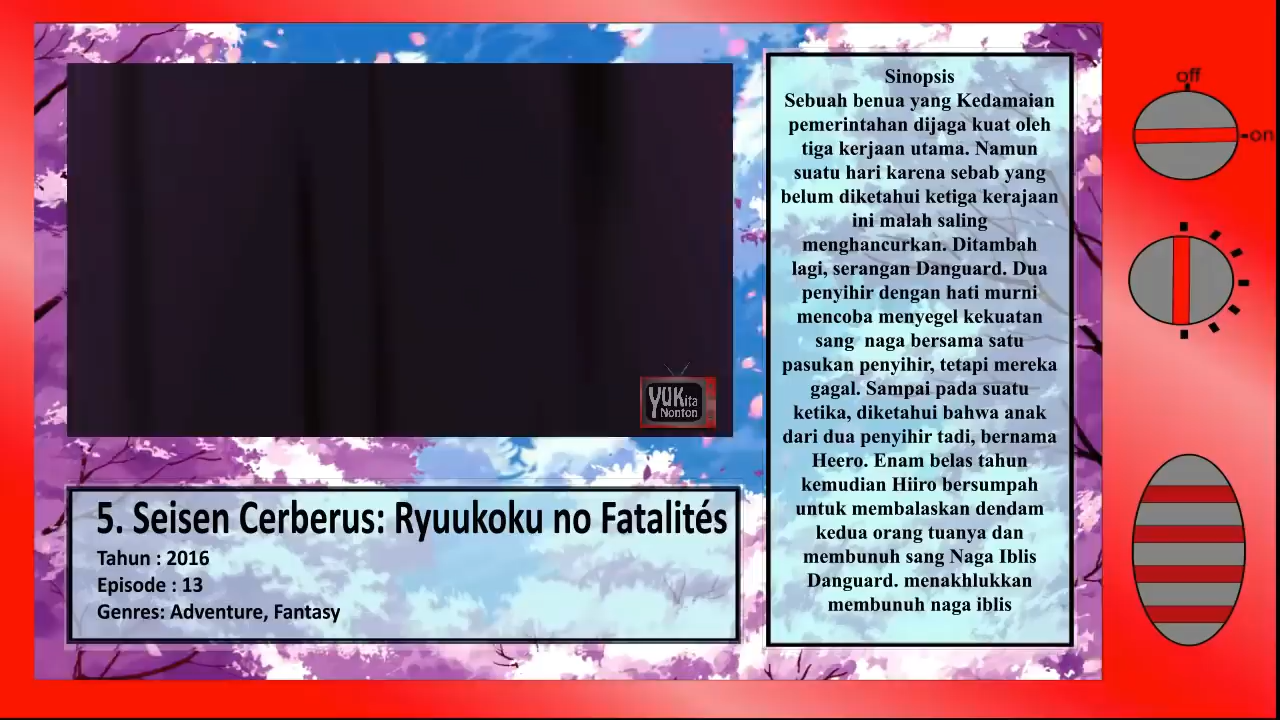 Sinopsis
Sebuah benua yang Kedamaian
pemerintahan dijaga kuat oleh
tiga kerjaan utama. Namun
suatu hari karena sebab yang
belum diketahui ketiga kerajaan
ini malah saling
menghancurkan. Ditambah
lagi, serangan Danguard. Dua
penyihir dengan hati murni
mencoba menyegel kekuatan
sang naga bersama satu
pasukan penyihir, tetapi mereka
gagal. Sampai pada suatu
ketika, diketahui bahwa anak
dari dua penyihir tadi, bernama
Heero. Enam belas tahun
kemudian Hiiro bersumpah
untuk membalaskan dendam
kedua orang tuanya dan
membunuh sang Naga Iblis
Danguard. menakhlukkan
membunuh naga iblis
YUKita
Nonton
5. Seisen Cerberus: Ryuukoku no Fatalités
Tahun : 2016
Episode : 13
Genres: Adventure, Fantasy
off
on